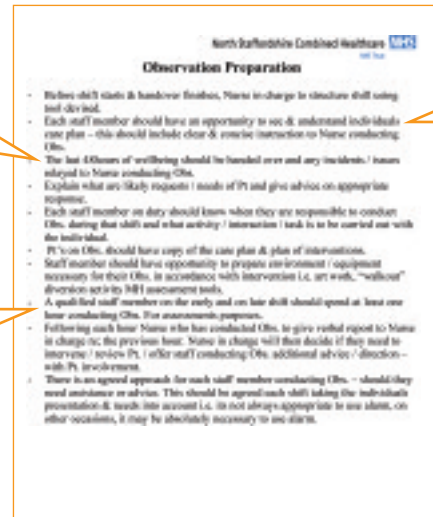 North Staffordshire Combined Healthcare NHS
NHS Trust
Observation Preparation
- Before shift starts & handover finishes, Nurse in charge to structure shift using
tool devised.
- Each staff member should have an opportunity to see & understand individuals
care plan – this should include clear & concise instruction to Nurse conducting
Obs.
- The last 48hours of wellbeing should be handed over and any incidents / issues
relayed to Nurse conducting Obs.
- Explain what are likely requests / needs of Pt and give advice on appropriate
response.
- Each staff member on duty should know when they are responsible to conduct
Obs. during that shift and what activity / interaction / task is to be carried out with
the individual.
- Pt.'s on Obs. should have copy of the care plan & plan of interventions.
- Staff member should have opportunity to prepare environment / equipment
necessary for their Obs. in accordance with intervention i.e. art work, "walkout"
diversion activity MH assessment tools.
- A qualified staff member on the early and on late shift should spend at least one
hour conducting Obs. For assessments purposes.
- Following each hour Nurse who has conducted Obs. to give verbal report to Nurse
in charge re; the previous hour. Nurse in charge will then decide if they need to
intervene / review Pt. / offer staff conducting Obs. additional advice / direction –
with Pt. involvement.
- There is an agreed approach for each staff member conducting Obs. – should they
need assistance or advice. This should be agreed each shift taking the individuals
presentation & needs into account i.e. its not always appropriate to use alarm, on
other occasions, it may be absolutely necessary to use alarm.